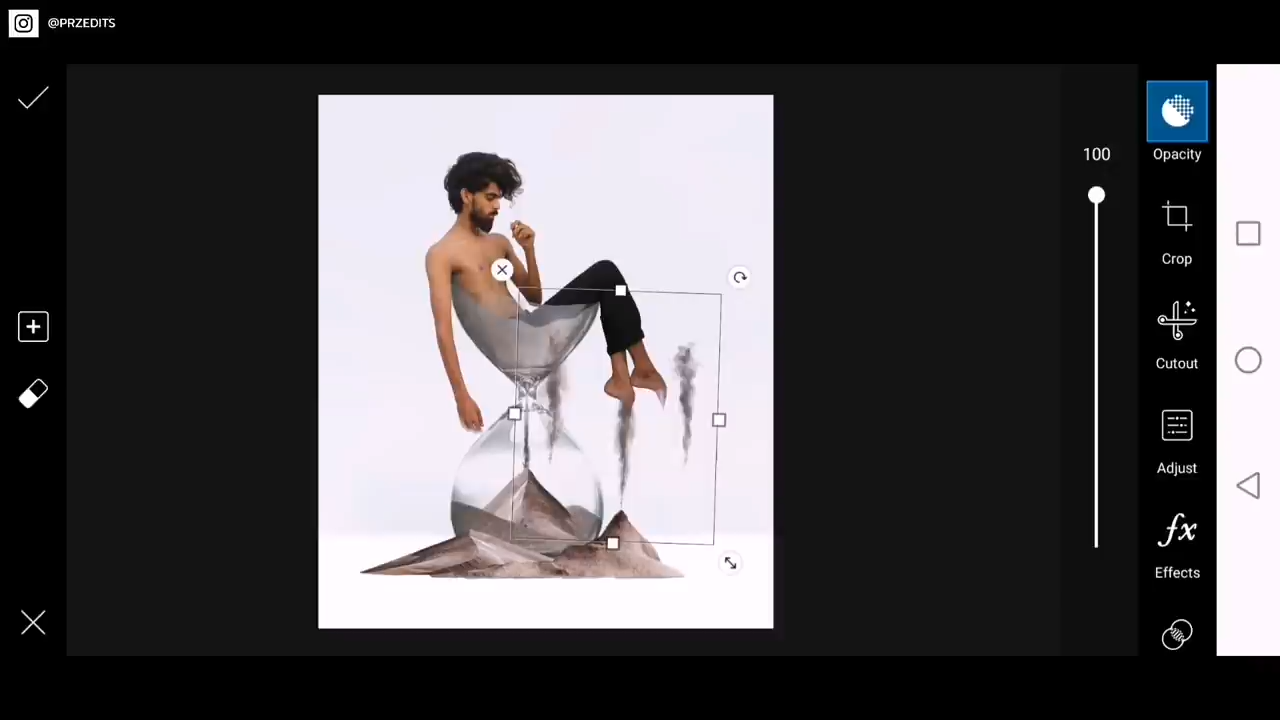 @PRZEDITS
100
Opacity
Crop
Cutout
Adjust
fx
Effects